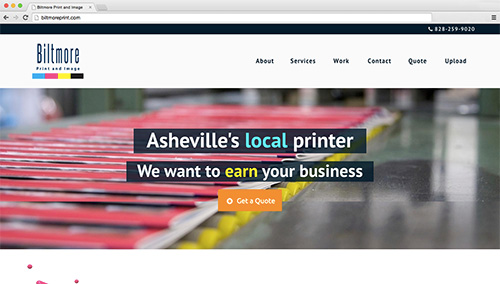 Biltmore Print and Image
biltmoreprint.com
828-259-9020
Biltmore
Print and Image
About Services Work Contact Quote Upload
Asheville's local printer
We want to earn your business
Get a Quote